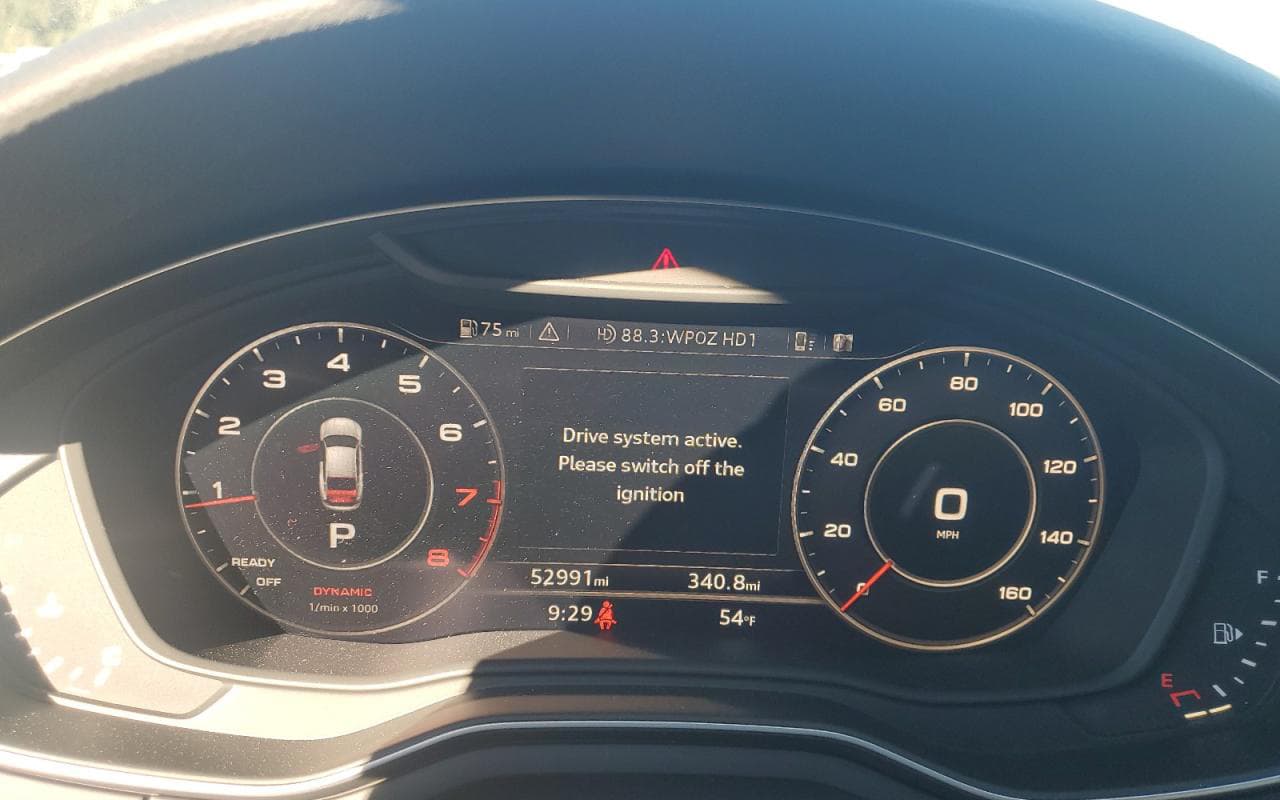 75 mi
HD 88.3:WPOZ HD1
1
2
3
4
5
6
7
8
P
READY
OFF
DYNAMIC
1/min x 1000
Drive system active.
Please switch off the
ignition
52991mi 340.8mi
9:29 54°F
0
20
40
60
80
100
120
140
160
0
MPH
F
E